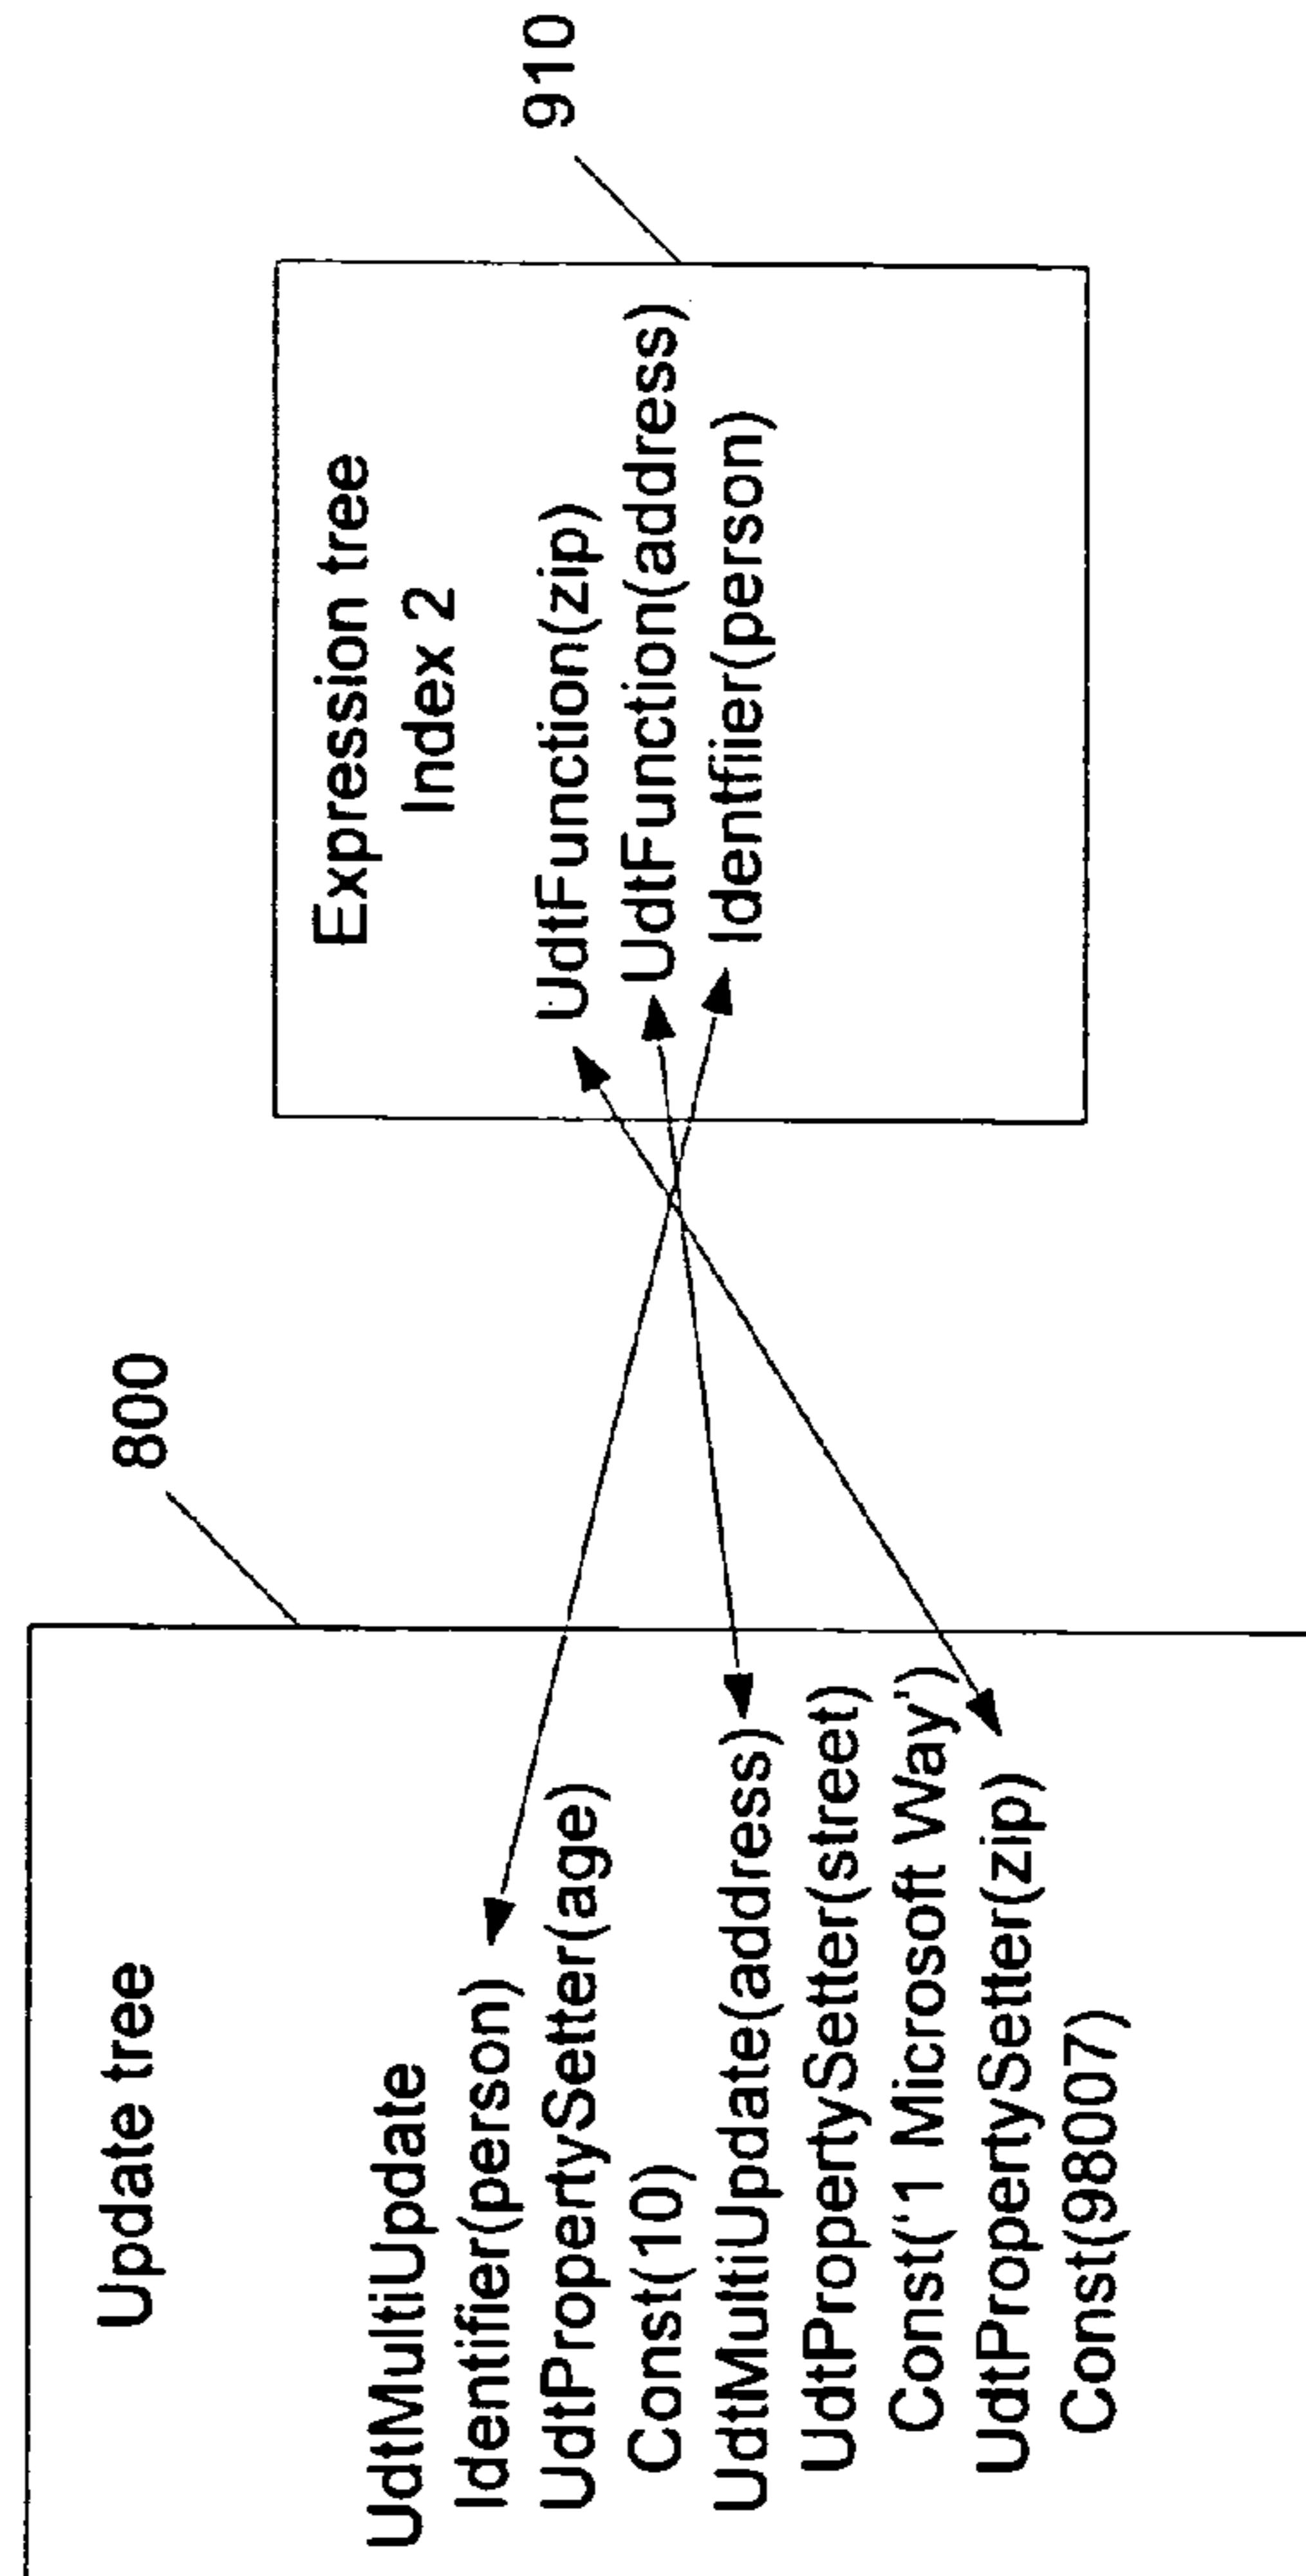 Update tree
800
UdtMultiUpdate
Identifier(person)
UdtPropertySetter(age)
Const(10)
UdtMultiUpdate(address)
UdtPropertySetter(street)
Const(‘1 Microsoft Way’)
UdtPropertySetter(zip)
Const(98007)
Expression tree
Index 2
910
UdtFunction(zip)
UdtFunction(address)
Identfiier(person)